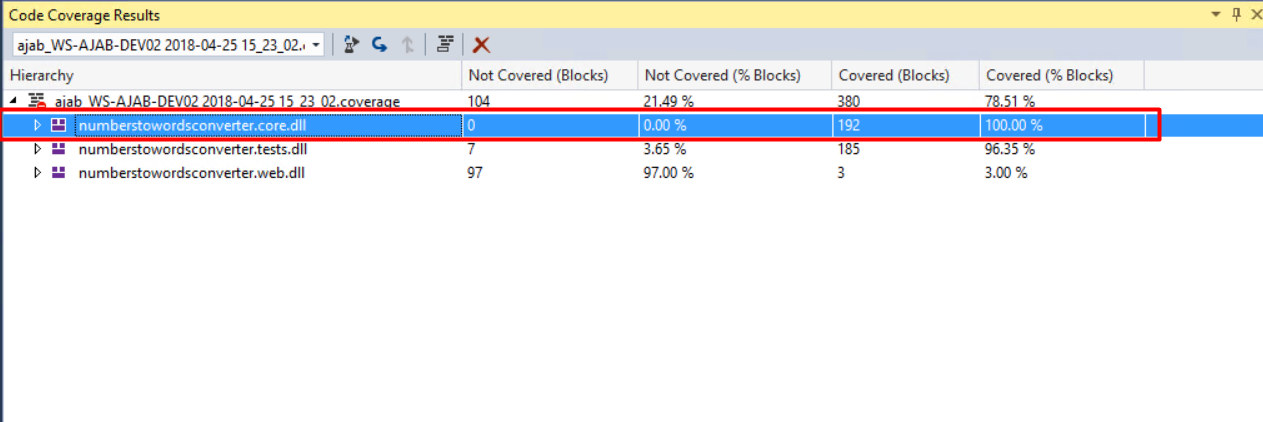 Code Coverage Results
ajab_WS-AJAB-DEV02 2018-04-25 15_23_02.c
Hierarchy Not Covered (Blocks) Not Covered (% Blocks) Covered (Blocks) Covered (% Blocks)
ajab_WS-AJAB-DEV02 2018-04-25 15_23_02.coverage 104 21.49 % 380 78.51 %
numberstowordsconverter.core.dll 0 0.00 % 192 100.00 %
numberstowordsconverter.tests.dll 7 3.65 % 185 96.35 %
numberstowordsconverter.web.dll 97 97.00 % 3 3.00 %